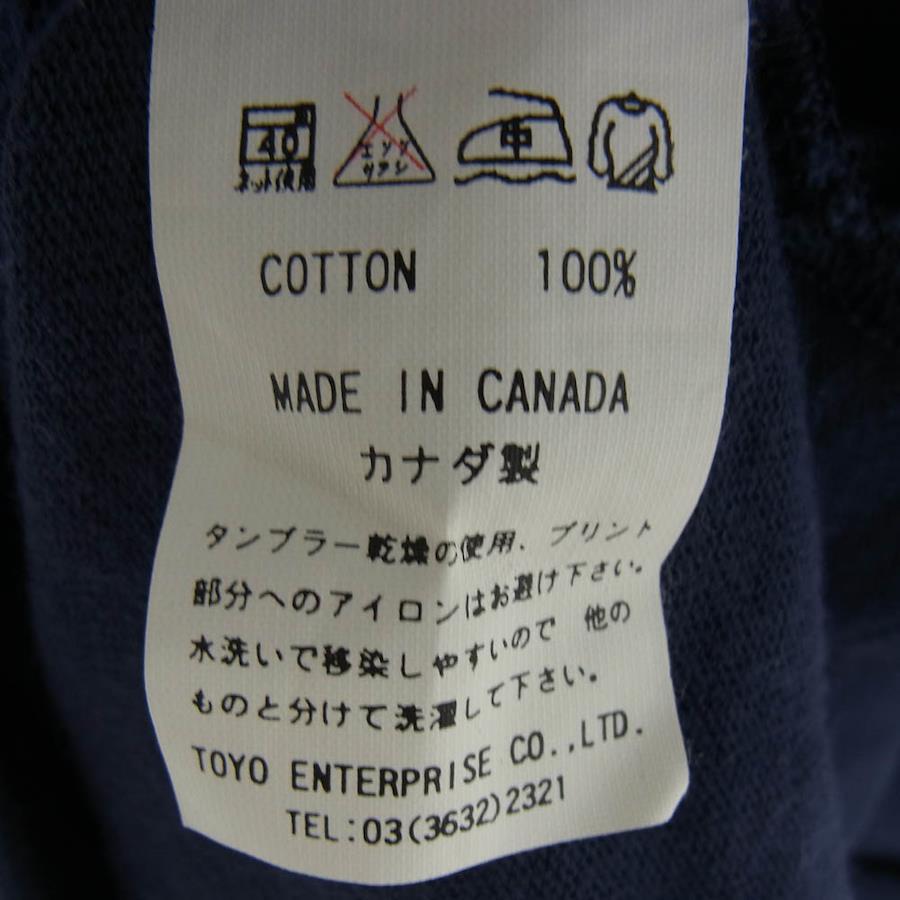 40 エンソ
ネット使用 サラシ 中
COTTON 100%
MADE IN CANADA
カナダ製
タンブラー乾燥の使用、プリント
部分へのアイロンはお避け下さい。
水洗いで移染しやすいので 他の
ものと分けて洗濯して下さい。
TOYO ENTERPRISE CO.,LTD.
TEL:03(3632)2321